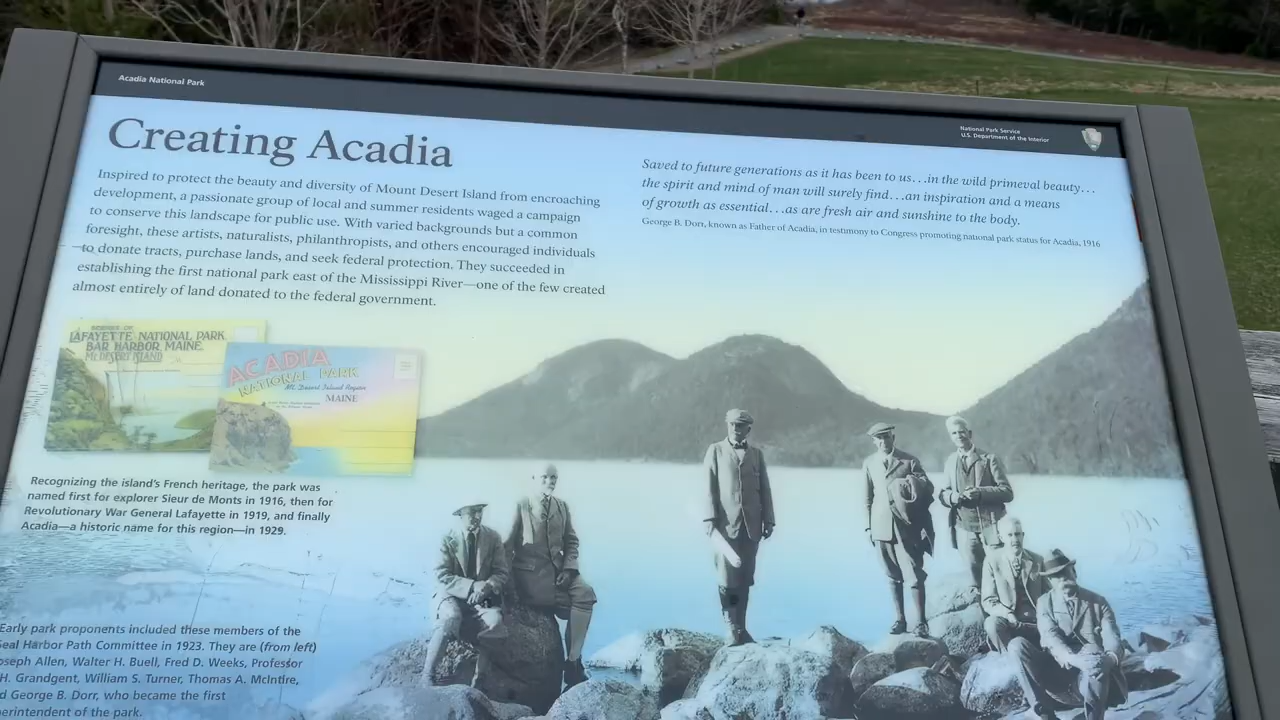 Acadia National Park
National Park Service
U.S. Department of the Interior
Creating Acadia
Inspired to protect the beauty and diversity of Mount Desert Island from encroaching
development, a passionate group of local and summer residents waged a campaign
to conserve this landscape for public use. With varied backgrounds but a common
foresight, these artists, naturalists, philanthropists, and others encouraged individuals
to donate tracts, purchase lands, and seek federal protection. They succeeded in
establishing the first national park east of the Mississippi River—one of the few created
almost entirely of land donated to the federal government.
Saved to future generations as it has been to us…in the wild primeval beauty…
the spirit and mind of man will surely find…an inspiration and a means
of growth as essential…as are fresh air and sunshine to the body.
George B. Dorr, known as Father of Acadia, in testimony to Congress promoting national park status for Acadia, 1916
LAFAYETTE NATIONAL PARK
BAR HARBOR, MAINE
MT DESERT ISLAND
ACADIA
NATIONAL PARK
Mt. Desert Island Region
MAINE
Recognizing the island's French heritage, the park was
named first for explorer Sieur de Monts in 1916, then for
Revolutionary War General Lafayette in 1919, and finally
Acadia—a historic name for this region—in 1929.
Early park proponents included these members of the
Seal Harbor Path Committee in 1923. They are (from left)
oseph Allen, Walter H. Buell, Fred D. Weeks, Professor
H. Grandgent, William S. Turner, Thomas A. McIntire,
d George B. Dorr, who became the first
erintendent of the park.